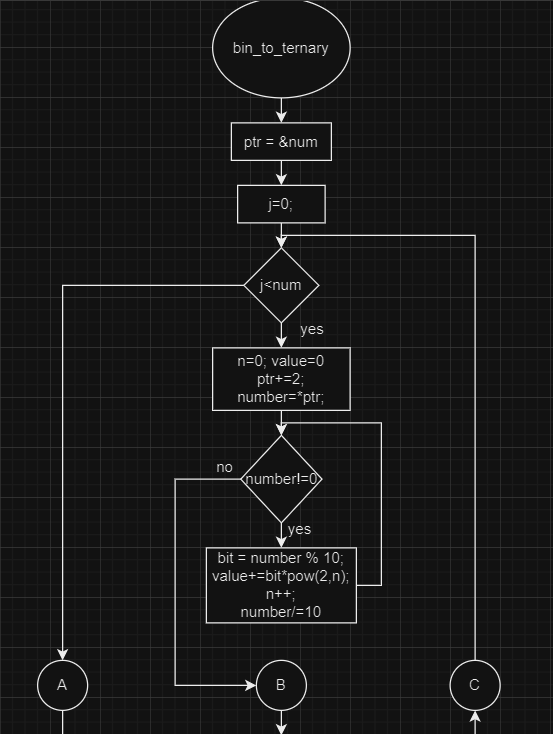 bin_to_ternary
ptr = &num
j=0;
j<num
yes
n=0; value=0
ptr+=2;
number=*ptr;
no
number!=0
yes
bit = number % 10;
value+=bit*pow(2,n);
n++;
number/=10
A
B
C